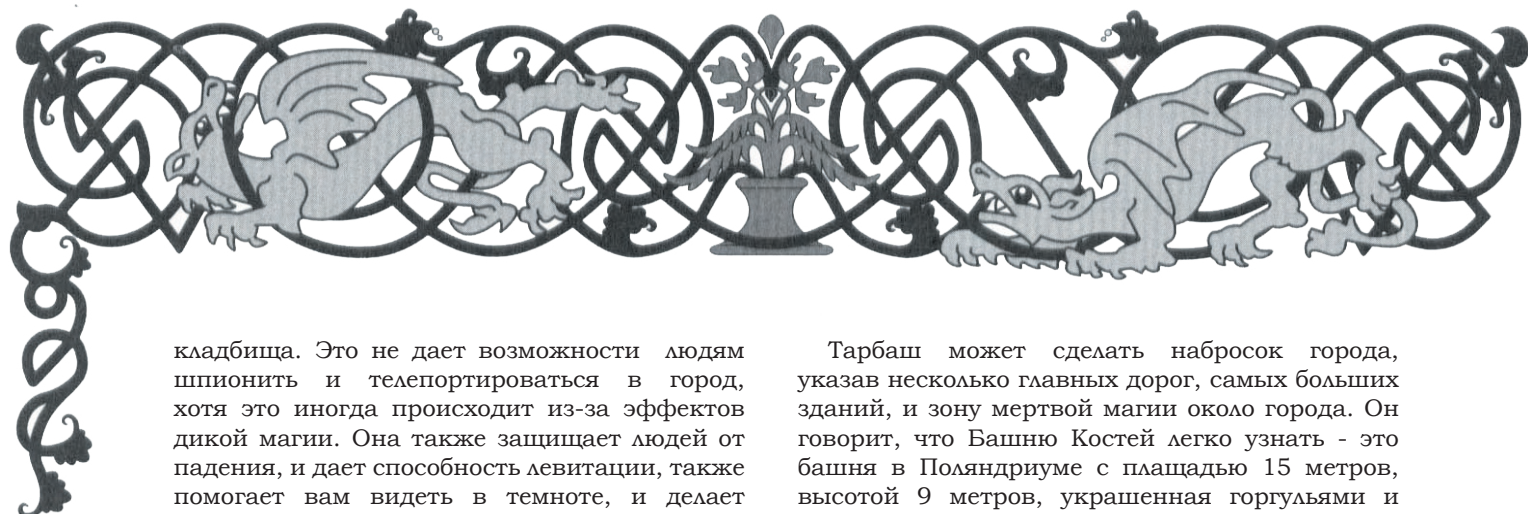 кладбища. Это не дает возможности людям
шпионить и телепортироваться в город,
хотя это иногда происходит из-за эффектов
дикой магии. Она также защищает людей от
падения, и дает способность левитации, также
помогает вам видеть в темноте, и делает
Тарбаш может сделать набросок города,
указав несколько главных дорог, самых больших
зданий, и зону мертвой магии около города. Он
говорит, что Башню Костей легко узнать - это
башня в Поляндриуме с плащадью 15 метров,
высотой 9 метров, украшенная горгульями и